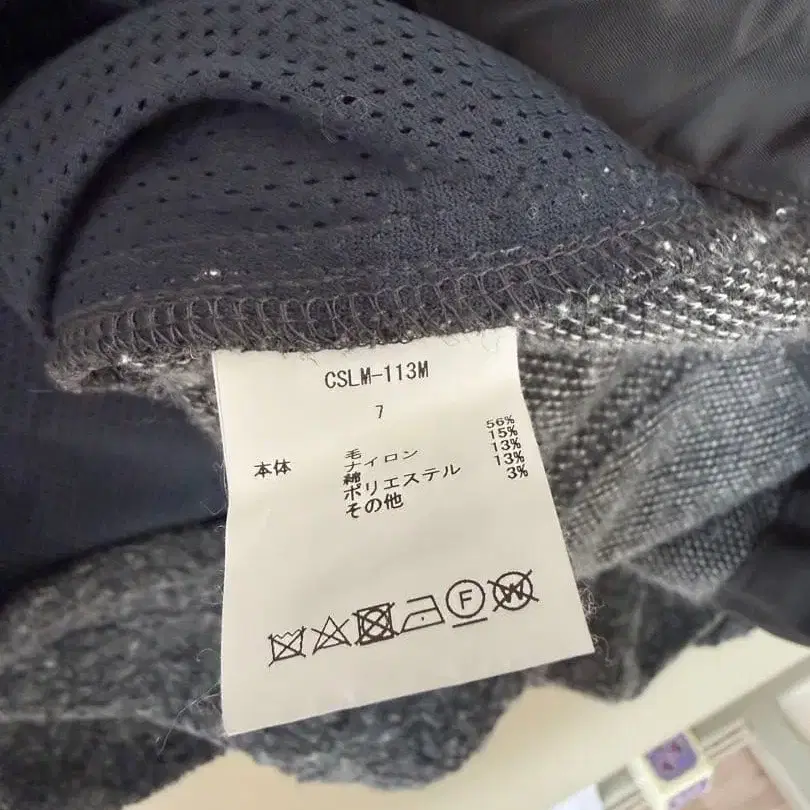 CSLM-113M
7
本体 毛 56%
ナイロン 15%
綿 13%
ポリエステル 13%
その他 3%
F W